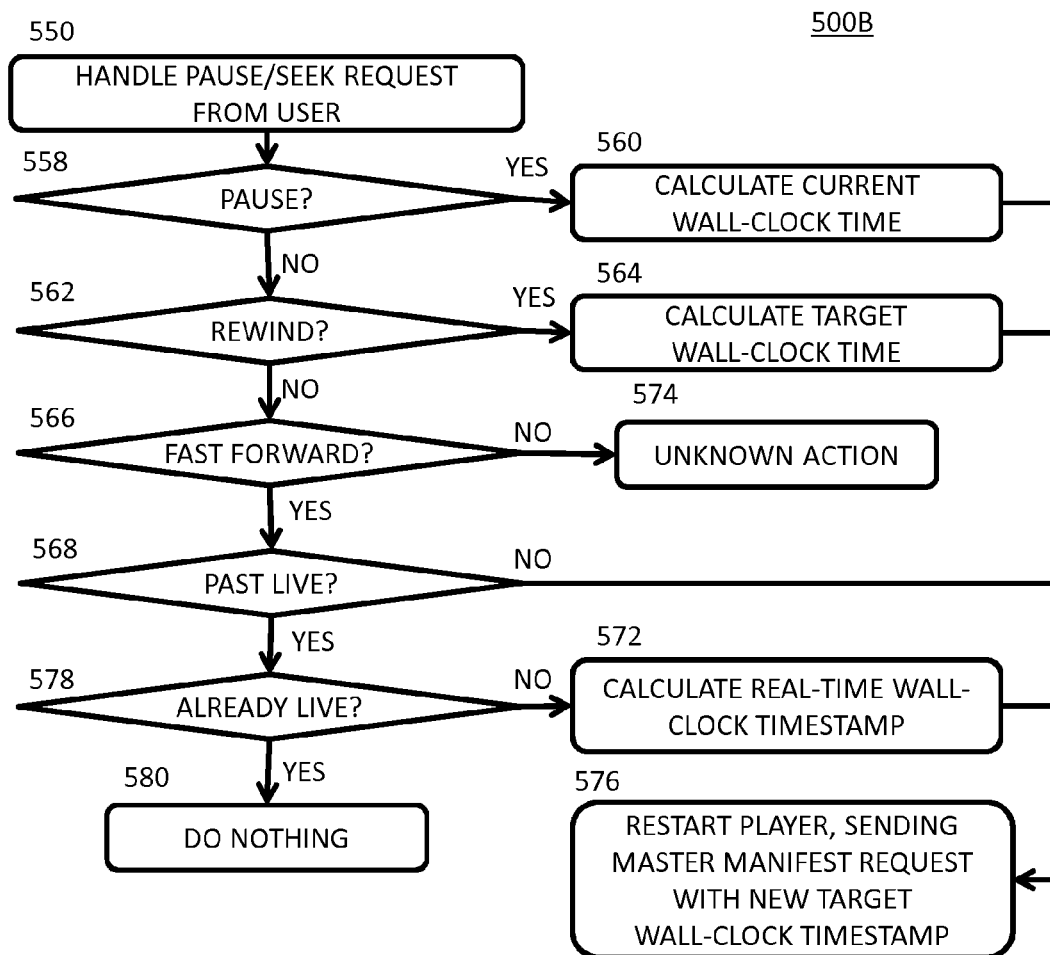 500B
550
HANDLE PAUSE/SEEK REQUEST
FROM USER
558
PAUSE?
YES
560
CALCULATE CURRENT
WALL-CLOCK TIME
NO
562
REWIND?
YES
564
CALCULATE TARGET
WALL-CLOCK TIME
NO
566
FAST FORWARD?
NO
574
UNKNOWN ACTION
YES
568
PAST LIVE?
NO
YES
578
ALREADY LIVE?
NO
572
CALCULATE REAL-TIME WALL-
CLOCK TIMESTAMP
YES
580
DO NOTHING
576
RESTART PLAYER, SENDING
MASTER MANIFEST REQUEST
WITH NEW TARGET
WALL-CLOCK TIMESTAMP